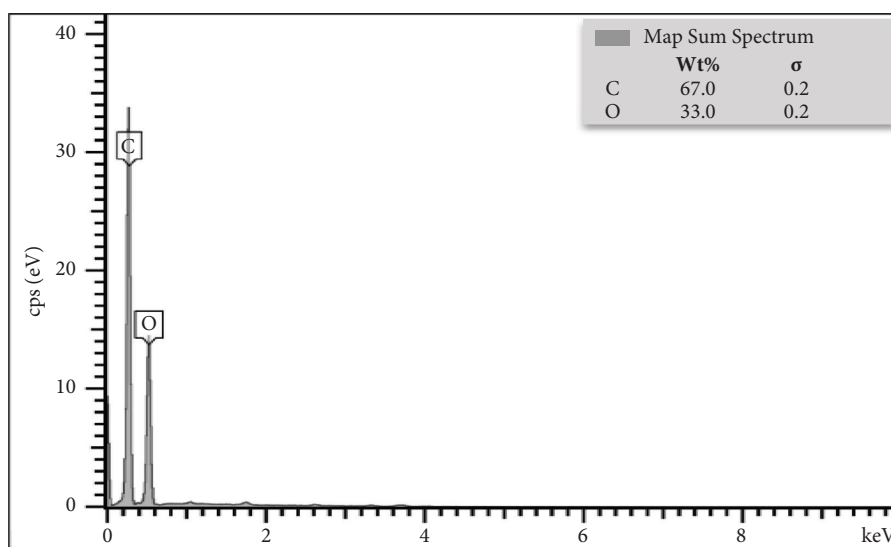 40
30
20
10
0
cps (eV)
C
O
Map Sum Spectrum
Wt% σ
C 67.0 0.2
O 33.0 0.2
0 2 4 6 8 keV